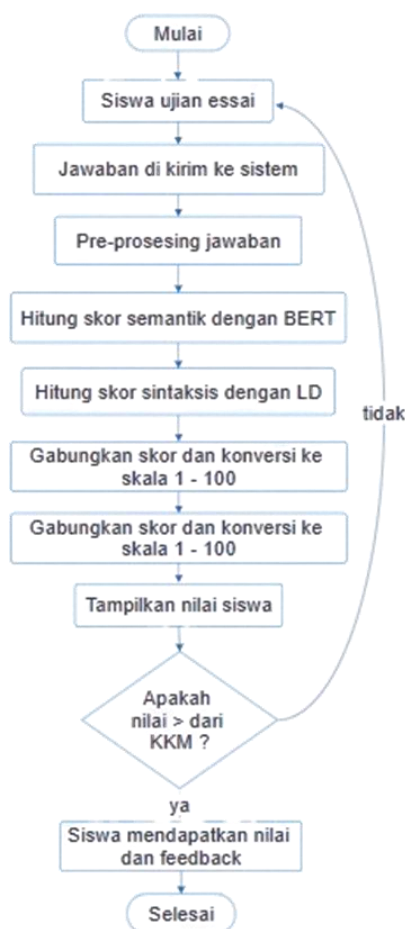 Mulai
Siswa ujian essai
Jawaban di kirim ke sistem
Pre-prosesing jawaban
Hitung skor semantik dengan BERT
Hitung skor sintaksis dengan LD
tidak
Gabungkan skor dan konversi ke
skala 1 - 100
Gabungkan skor dan konversi ke
skala 1 - 100
Tampilkan nilai siswa
Apakah
nilai > dari
KKM ?
ya
Siswa mendapatkan nilai
dan feedback
Selesai